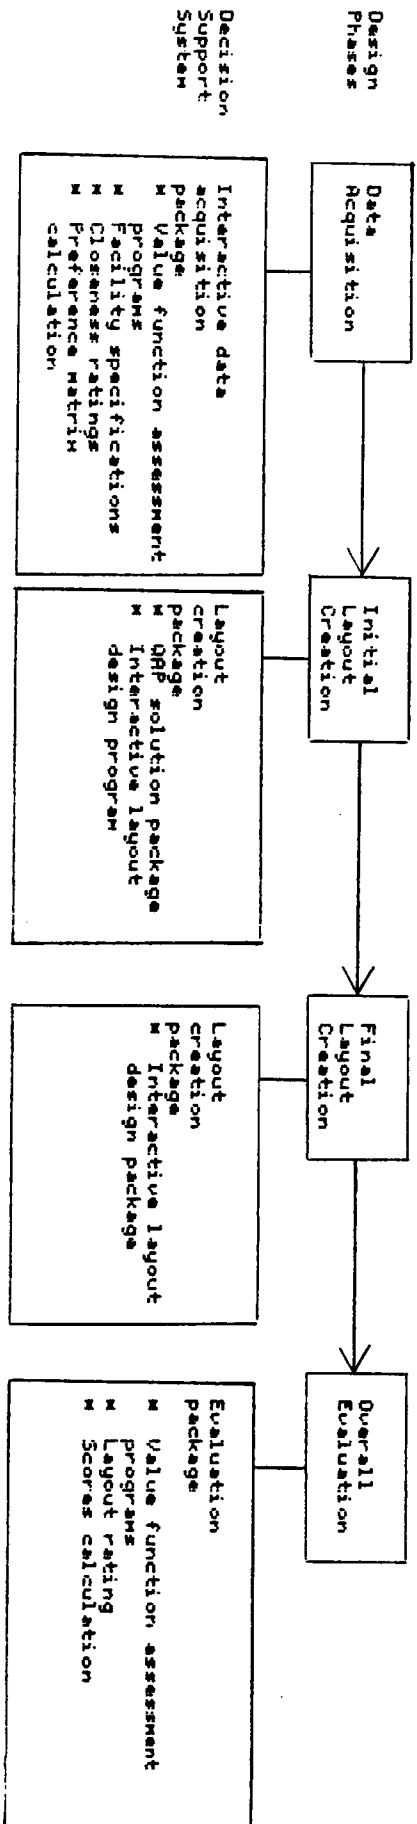 Design
Phases
Data
Acquisition
Initial
Layout
Creation
Final
Layout
Creation
Overall
Evaluation
Decision
Support
System
Interactive data
acquisition
package
* Value function assessment
programs
* Facility specifications
* Closeness ratings
* Preference matrix
calculation
Layout
creation
package
* QAP solution package
* Interactive layout
design program
Layout
creation
package
* Interactive layout
design package
Evaluation
package
* Value function assessment
programs
* Layout rating
* Scores calculation